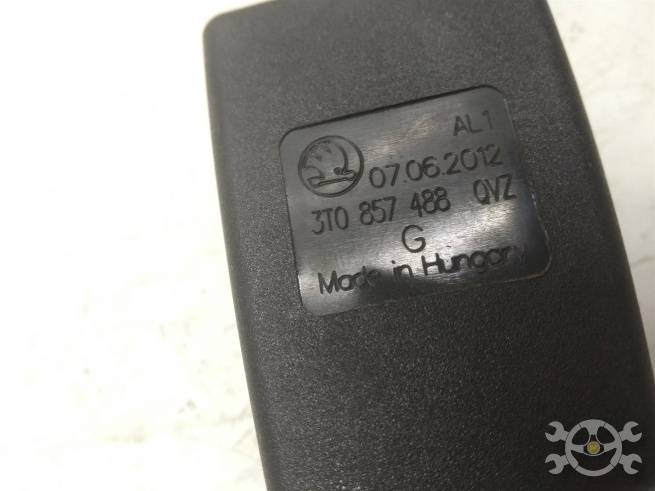 AL1
07.06.2012
3T0 857 488 QVZ
G
Made in Hungary